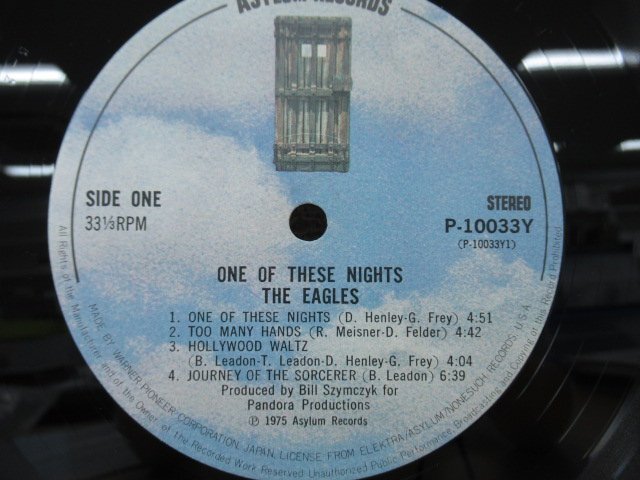 ASYLUM RECORDS
SIDE ONE
33⅓RPM
STEREO
P-10033Y
(P-10033Y1)
ONE OF THESE NIGHTS
THE EAGLES
1. ONE OF THESE NIGHTS (D. Henley-G. Frey) 4:51
2. TOO MANY HANDS (R. Meisner-D. Felder) 4:42
3. HOLLYWOOD WALTZ
(B. Leadon-T. Leadon-D. Henley-G. Frey) 4:04
4. JOURNEY OF THE SORCERER (B. Leadon) 6:39
Produced by Bill Szymczyk for
Pandora Productions
℗ 1975 Asylum Records
MADE BY WARNER-PIONEER CORPORATION, JAPAN, LICENSE FROM ELEKTRA/ASYLUM/NONESUCH RECORDS, U.S.A.
All Rights of the Manufacturer and of the Owner of the Recorded Work Reserved Unauthorized Public Performance Broadcasting and Copying of this Record Prohibited.